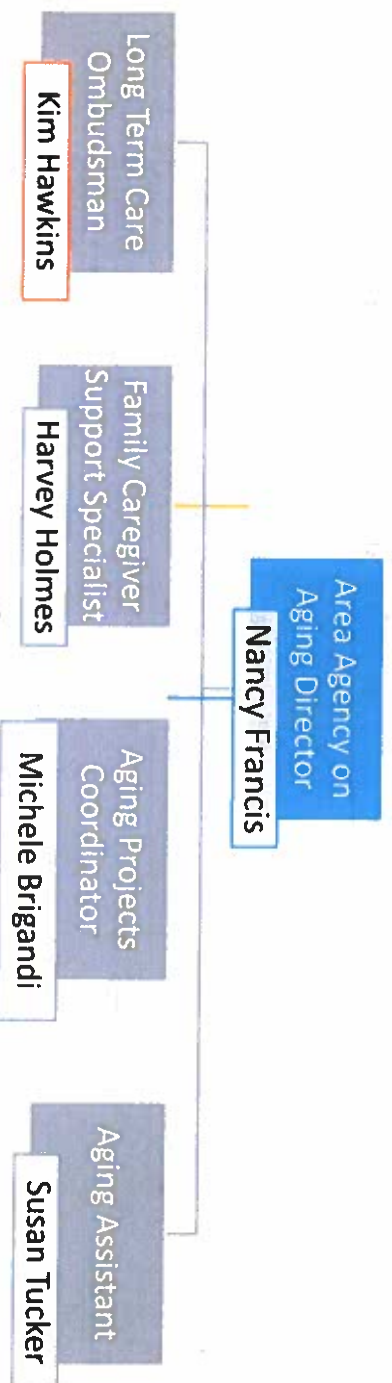 Area Agency on
Aging Director
Nancy Francis
Long Term Care
Ombudsman
Kim Hawkins
Family Caregiver
Support Specialist
Harvey Holmes
Aging Projects
Coordinator
Michele Brigandi
Aging Assistant
Susan Tucker